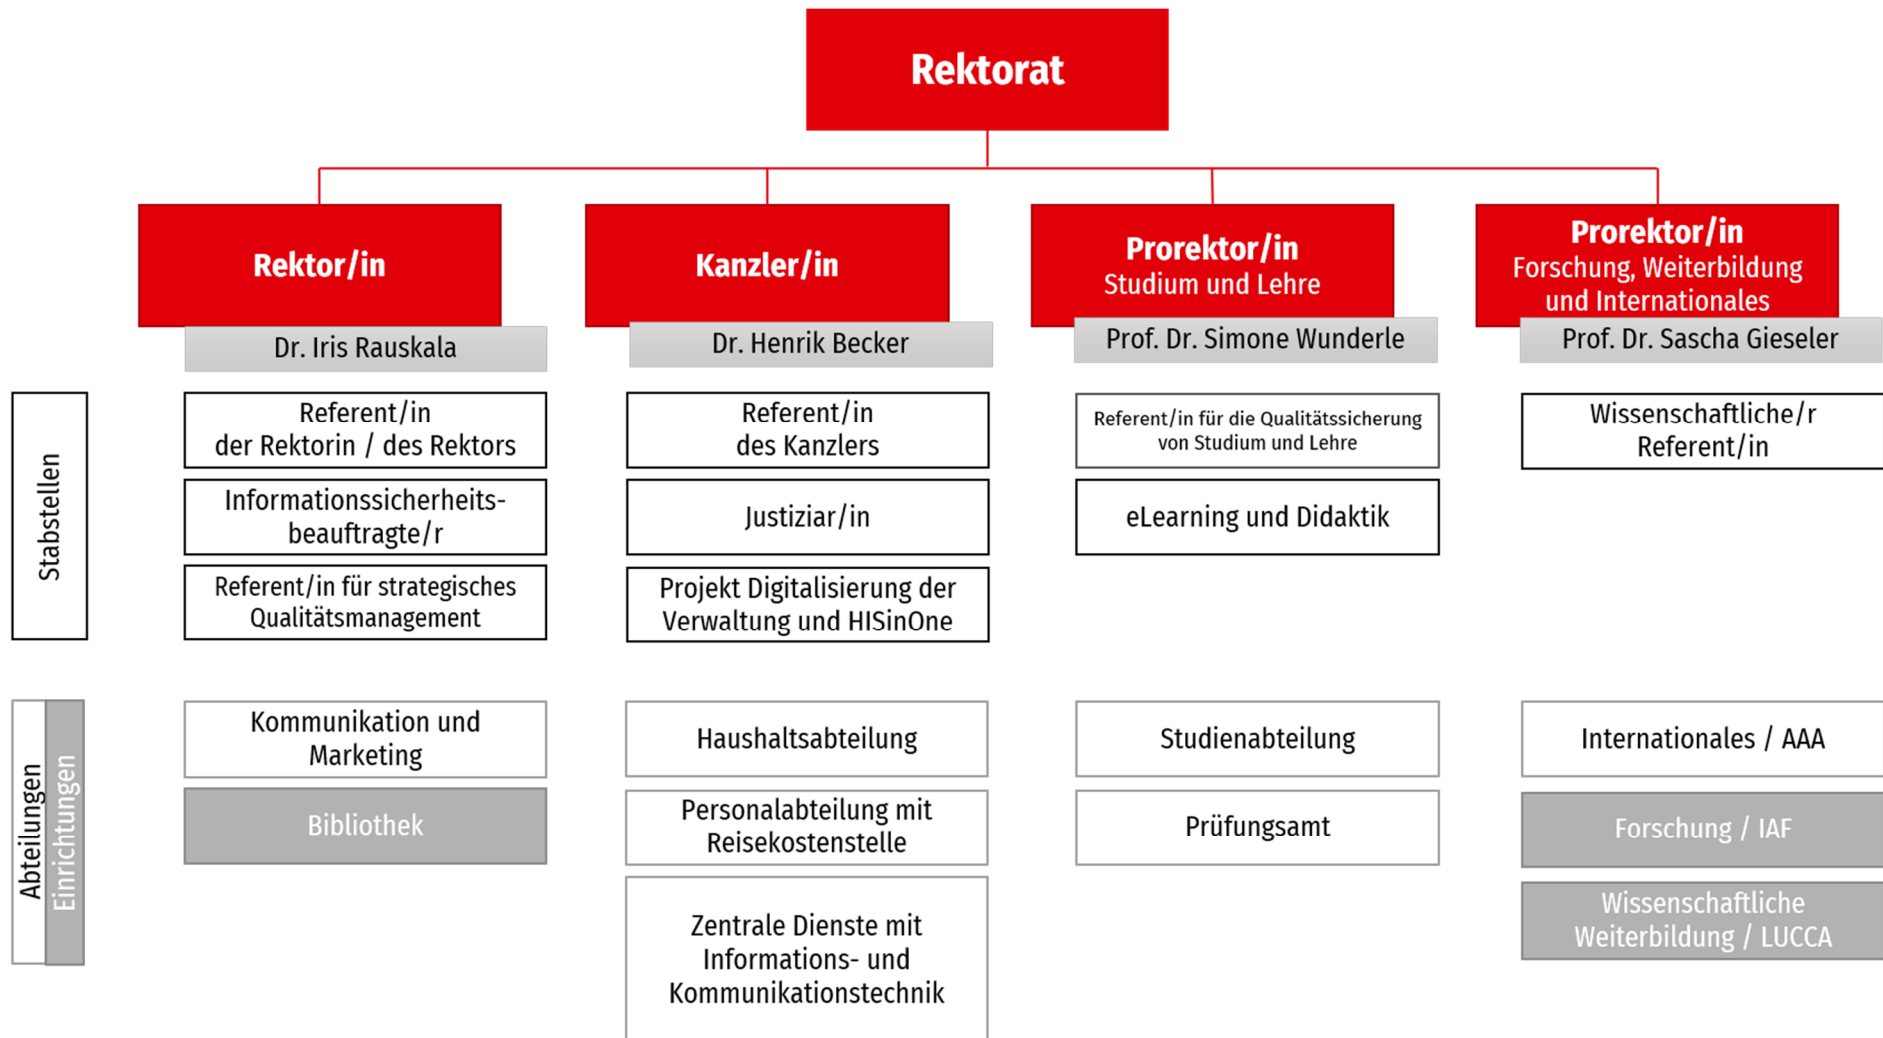 Rektorat
Rektor/in
Dr. Iris Rauskala
Kanzler/in
Dr. Henrik Becker
Prorektor/in
Studium und Lehre
Prof. Dr. Simone Wunderle
Prorektor/in
Forschung, Weiterbildung
und Internationales
Prof. Dr. Sascha Gieseler
Stabstellen
Referent/in
der Rektorin / des Rektors
Informationssicherheits-
beauftragte/r
Referent/in für strategisches
Qualitätsmanagement
Referent/in
des Kanzlers
Justiziar/in
Projekt Digitalisierung der
Verwaltung und HISinOne
Referent/in für die Qualitätssicherung
von Studium und Lehre
eLearning und Didaktik
Wissenschaftliche/r
Referent/in
Abteilungen
Einrichtungen
Kommunikation und
Marketing
Bibliothek
Haushaltsabteilung
Personalabteilung mit
Reisekostenstelle
Zentrale Dienste mit
Informations- und
Kommunikationstechnik
Studienabteilung
Prüfungsamt
Internationales / AAA
Forschung / IAF
Wissenschaftliche
Weiterbildung / LUCCA